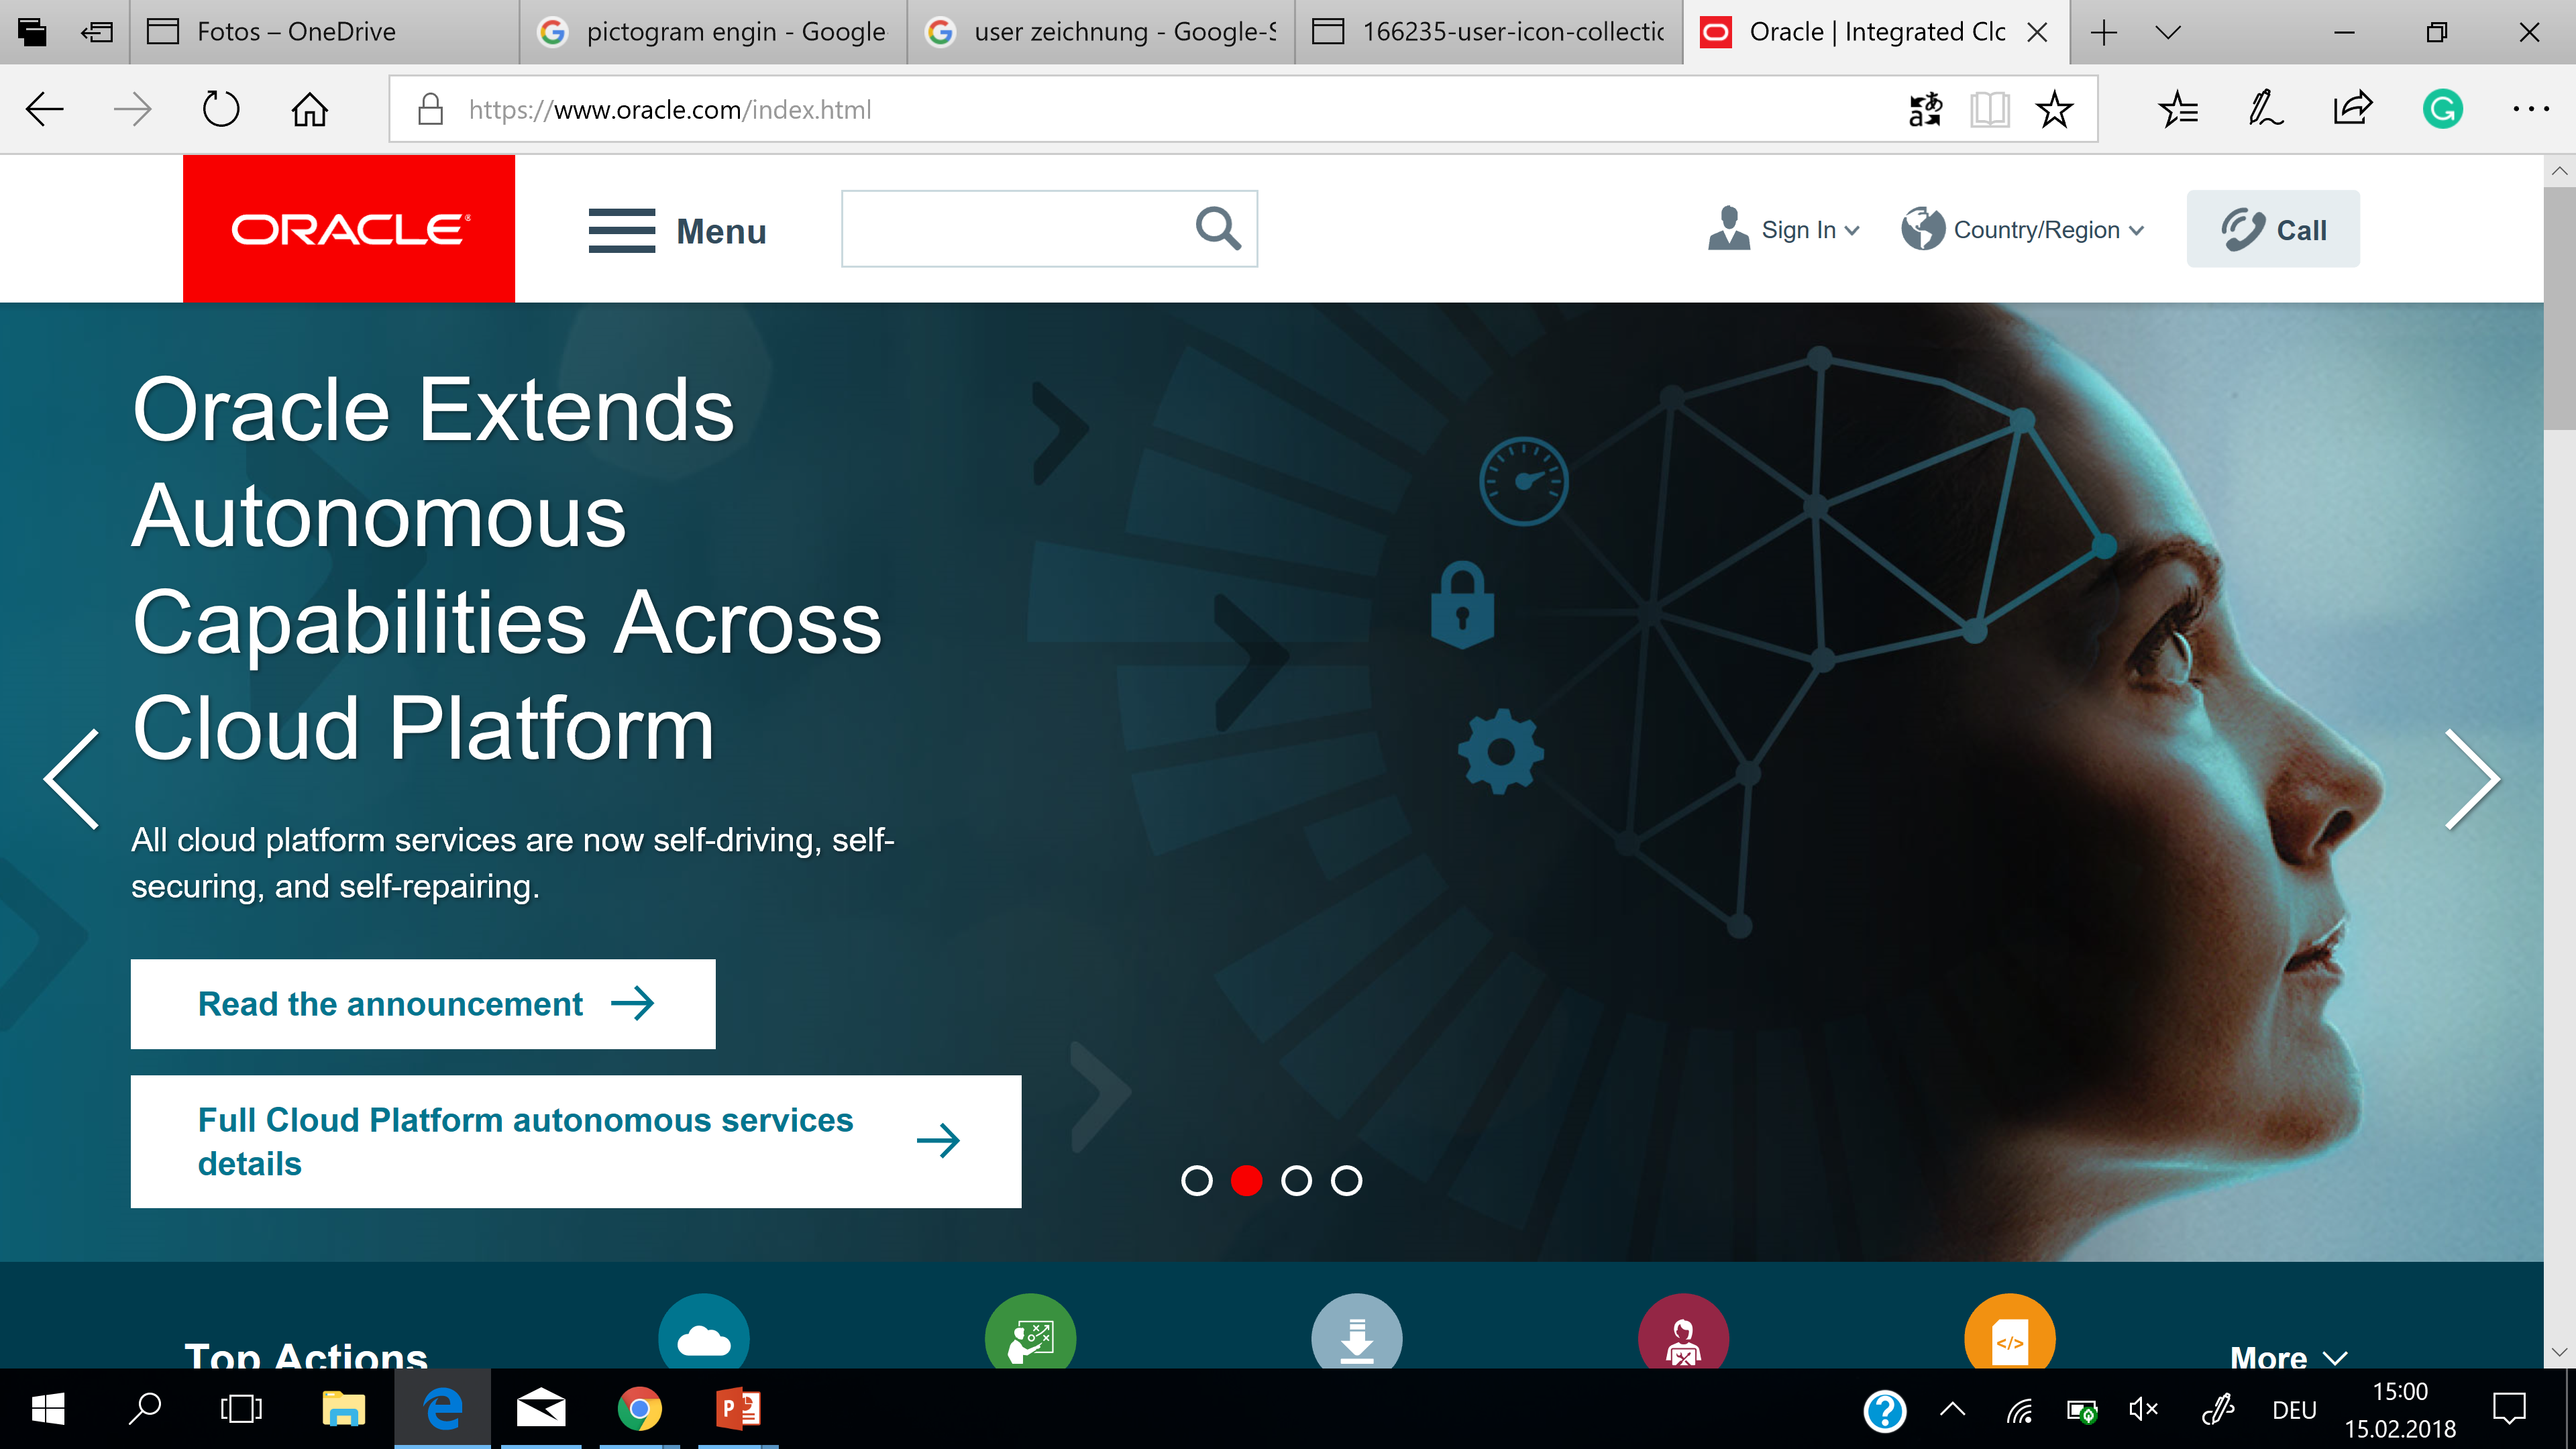 Fotos – OneDrive
pictogram engin - Google
user zeichnung - Google-S
166235-user-icon-collectic
Oracle | Integrated Clc
https://www.oracle.com/index.html
ORACLE®
Menu
Sign In
Country/Region
Call
Oracle Extends
Autonomous
Capabilities Across
Cloud Platform
All cloud platform services are now self-driving, self-
securing, and self-repairing.
Read the announcement
Full Cloud Platform autonomous services
details
Top Actions
More
DEU
15:00
15.02.2018